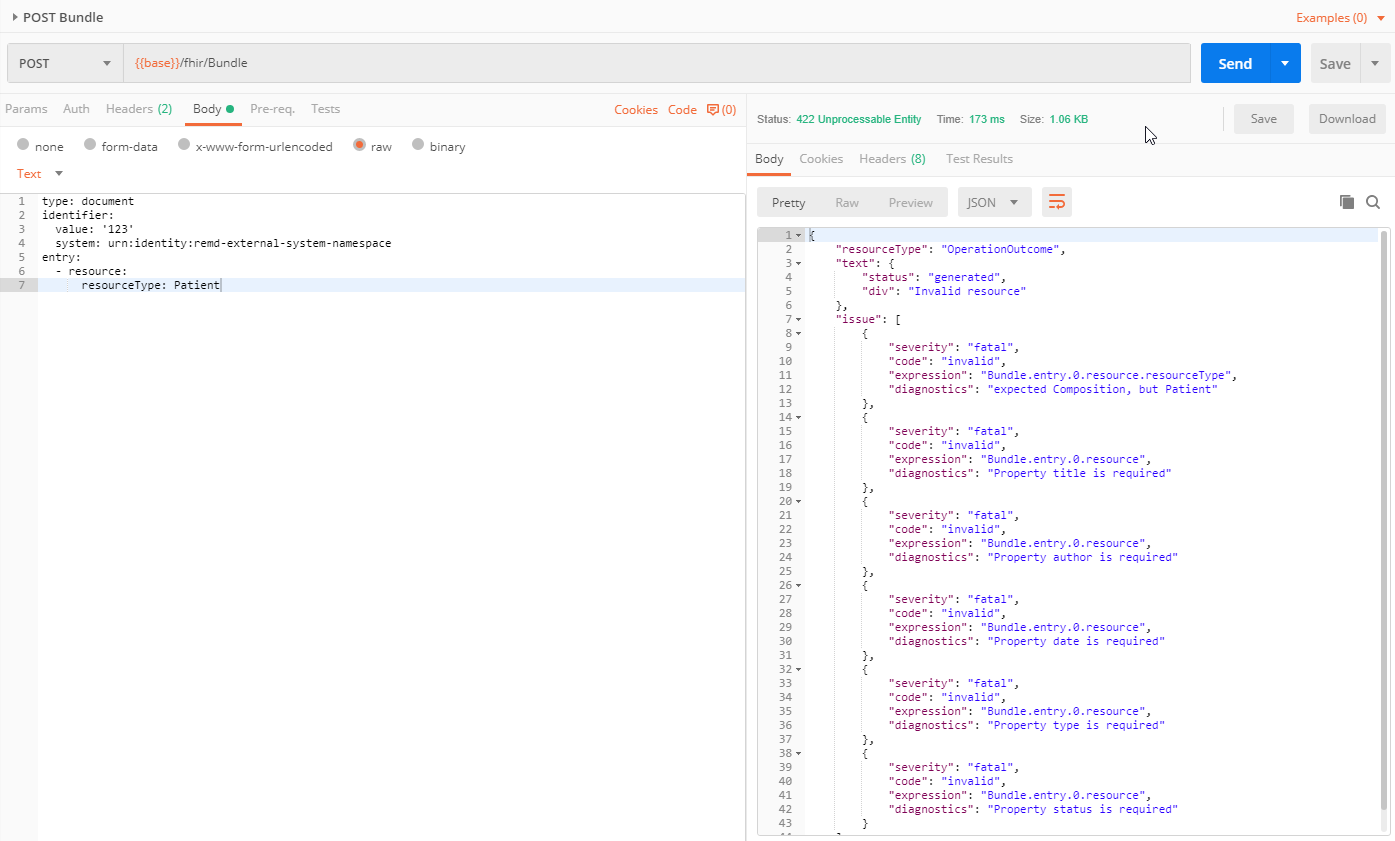 POST Bundle
Examples (0)
POST
{{base}}/fhir/Bundle
Send
Save
Params Auth Headers (2) Body Pre-req. Tests
Cookies Code (0)
none form-data x-www-form-urlencoded raw binary
Text
1 type: document
2 identifier:
3 value: '123'
4 system: urn:identity:remd-external-system-namespace
5 entry:
6 - resource:
7 resourceType: Patient
Status: 422 Unprocessable Entity Time: 173 ms Size: 1.06 KB
Save Download
Body Cookies Headers (8) Test Results
Pretty Raw Preview JSON
1 {
2 "resourceType": "OperationOutcome",
3 "text": {
4 "status": "generated",
5 "div": "Invalid resource"
6 },
7 "issue": [
8 {
9 "severity": "fatal",
10 "code": "invalid",
11 "expression": "Bundle.entry.0.resource.resourceType",
12 "diagnostics": "expected Composition, but Patient"
13 },
14 {
15 "severity": "fatal",
16 "code": "invalid",
17 "expression": "Bundle.entry.0.resource",
18 "diagnostics": "Property title is required"
19 },
20 {
21 "severity": "fatal",
22 "code": "invalid",
23 "expression": "Bundle.entry.0.resource",
24 "diagnostics": "Property author is required"
25 },
26 {
27 "severity": "fatal",
28 "code": "invalid",
29 "expression": "Bundle.entry.0.resource",
30 "diagnostics": "Property date is required"
31 },
32 {
33 "severity": "fatal",
34 "code": "invalid",
35 "expression": "Bundle.entry.0.resource",
36 "diagnostics": "Property type is required"
37 },
38 {
39 "severity": "fatal",
40 "code": "invalid",
41 "expression": "Bundle.entry.0.resource",
42 "diagnostics": "Property status is required"
43 }